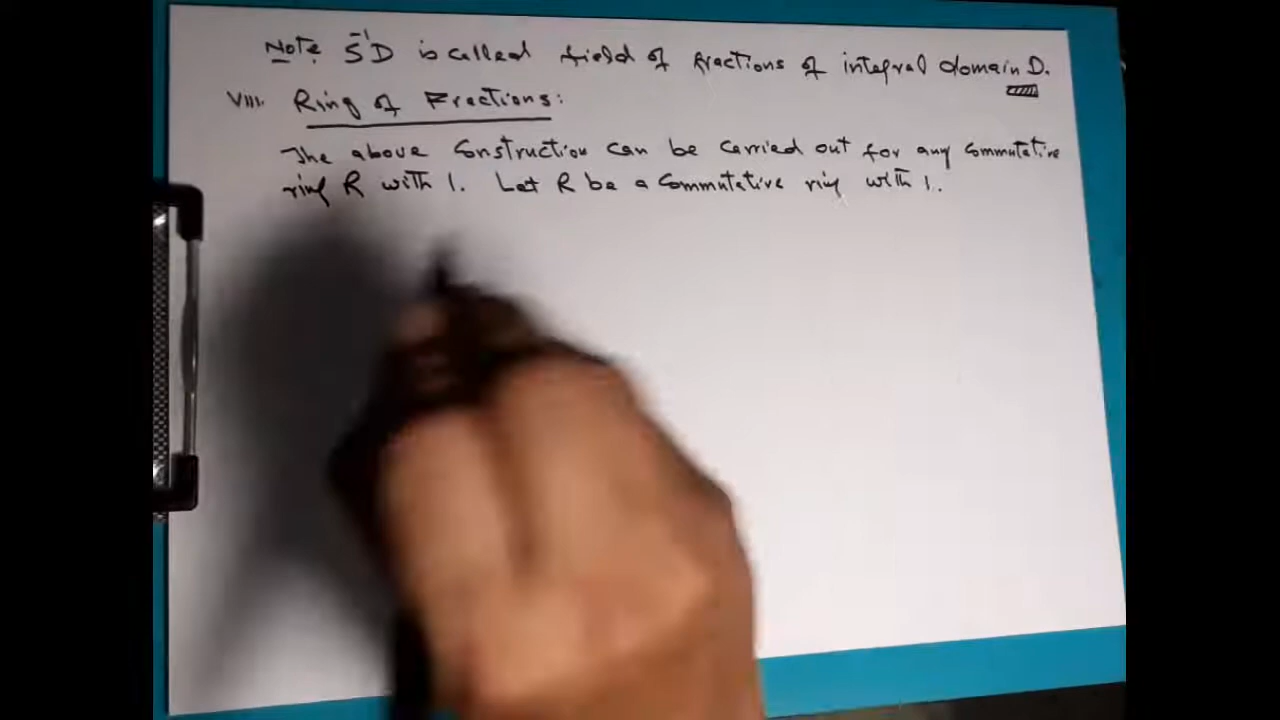 Note: S⁻¹D is called field of fractions of integral domain D.
VIII. Ring of Fractions:
The above construction can be carried out for any commutative
ring R with 1. Let R be a commutative ring with 1.